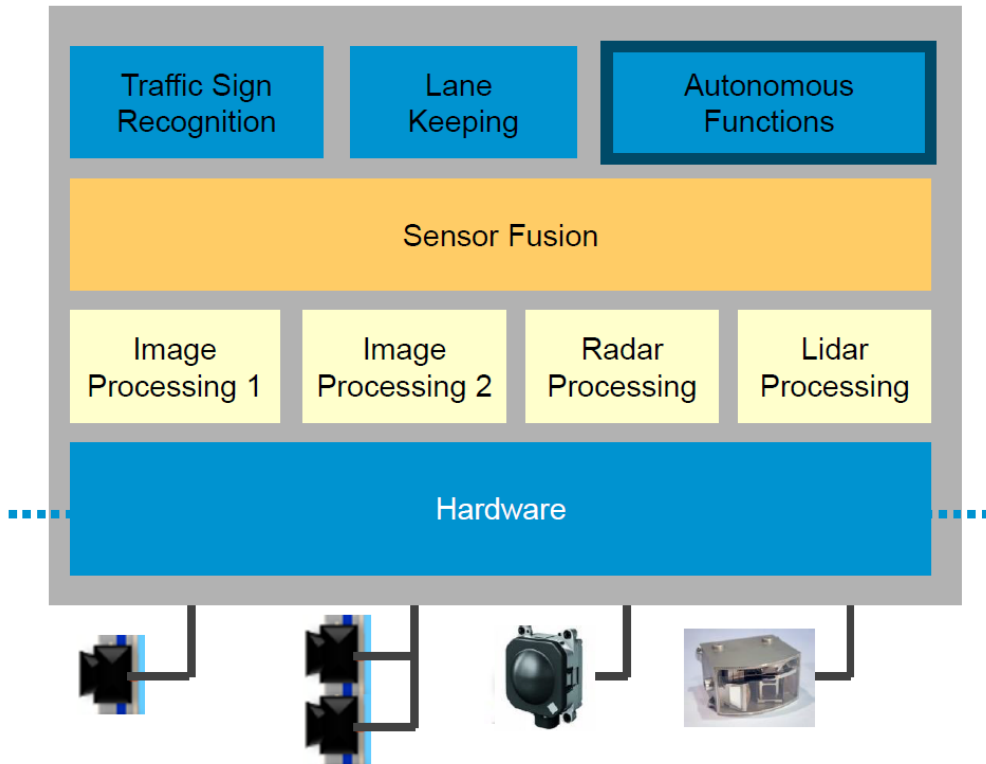 Traffic Sign
Recognition
Lane
Keeping
Autonomous
Functions
Sensor Fusion
Image
Processing 1
Image
Processing 2
Radar
Processing
Lidar
Processing
Hardware